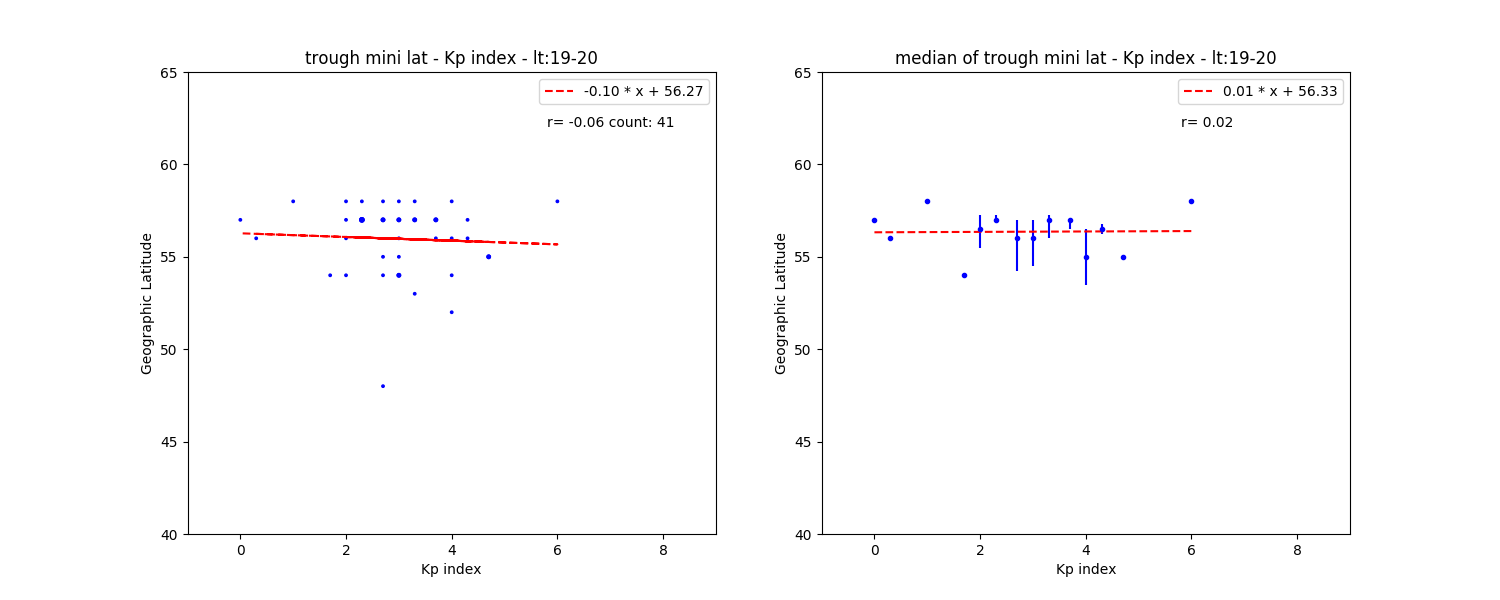 trough mini lat - Kp index - lt:19-20
-0.10 * x + 56.27
r= -0.06 count: 41
65
60
55
50
45
40
Geographic Latitude
0 2 4 6 8
Kp index
median of trough mini lat - Kp index - lt:19-20
0.01 * x + 56.33
r= 0.02
65
60
55
50
45
40
Geographic Latitude
0 2 4 6 8
Kp index